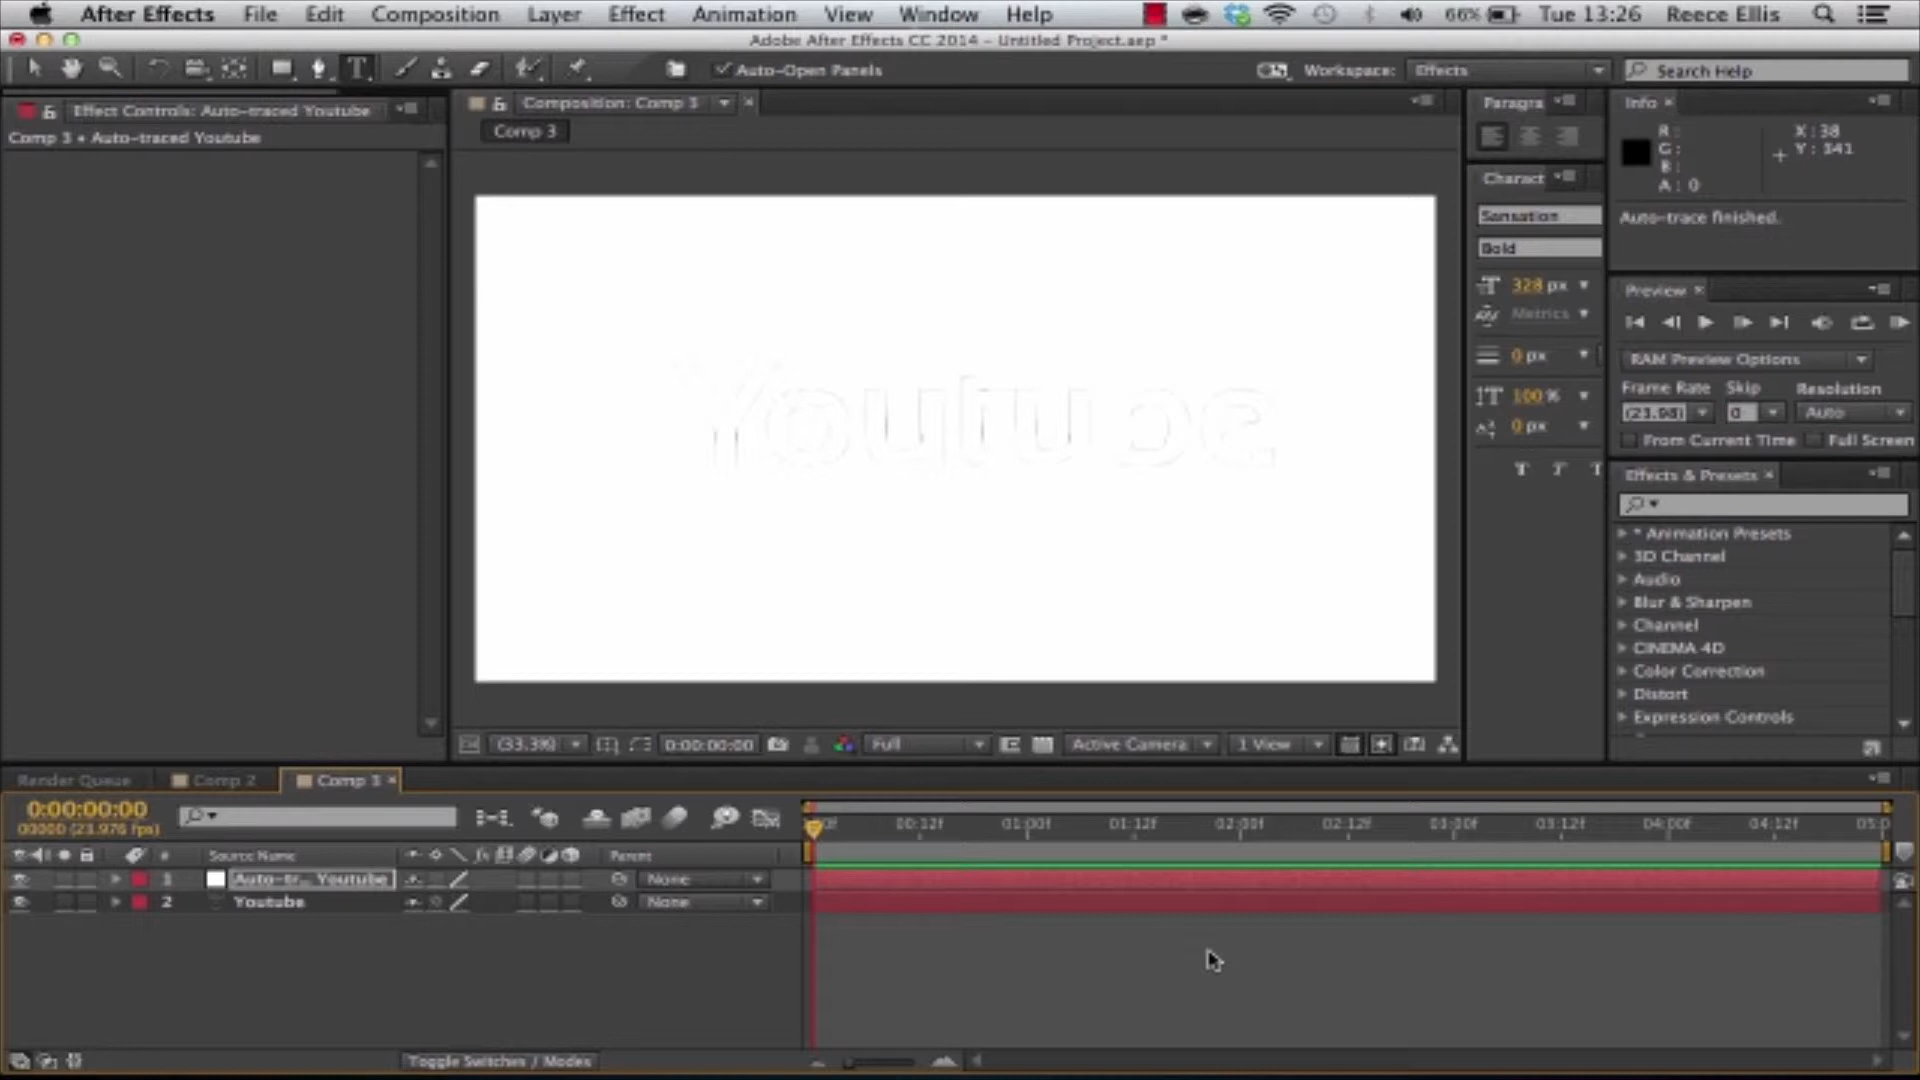 After Effects File Edit Composition Layer Effect Animation View Window Help 66% Tue 13:26 Reece Ellis
Adobe After Effects CC 2014 - Untitled Project.aep *
T Auto-Open Panels Workspace: Effects Search Help
Effect Controls: Auto-traced Youtube
Comp 3 • Auto-traced Youtube
Composition: Comp 3
Comp 3
Youtube
(33.3%) 0:00:00:00 Full Active Camera 1 View
Paragra
Charact
Sansation
Bold
328 px
Metrics
0 px
100 %
0 px
T T T
Info
R :
G :
B :
A : 0
X : 38
Y : 541
Auto-trace finished.
Preview
RAM Preview Options
Frame Rate Skip Resolution
(23.98) 0 Auto
From Current Time Full Screen
Effects & Presets
* Animation Presets
3D Channel
Audio
Blur & Sharpen
Channel
CINEMA 4D
Color Correction
Distort
Expression Controls
Render Queue Comp 2 Comp 3
0:00:00:00
00000 (23.976 fps)
00:12f 01:00f 01:12f 02:00f 02:12f 03:00f 03:12f 04:00f 04:12f 05:0
# Source Name fx Parent
1 Auto-tr... Youtube None
2 Youtube None
Toggle Switches / Modes